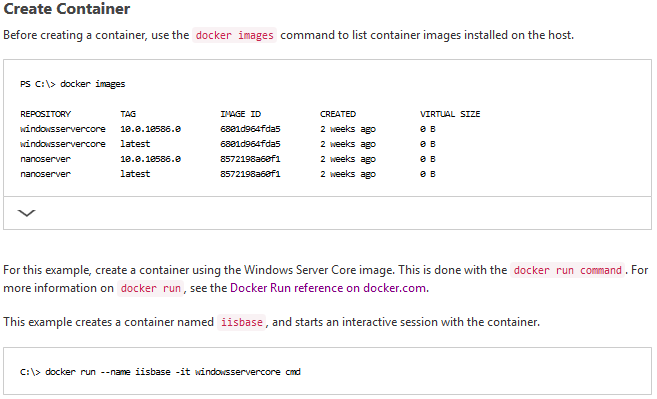 Create Container
Before creating a container, use the docker images command to list container images installed on the host.
PS C:\> docker images
REPOSITORY TAG IMAGE ID CREATED VIRTUAL SIZE
windowsservercore 10.0.10586.0 6801d964fda5 2 weeks ago 0 B
windowsservercore latest 6801d964fda5 2 weeks ago 0 B
nanoserver 10.0.10586.0 8572198a60f1 2 weeks ago 0 B
nanoserver latest 8572198a60f1 2 weeks ago 0 B
For this example, create a container using the Windows Server Core image. This is done with the docker run command. For
more information on docker run, see the Docker Run reference on docker.com.
This example creates a container named iisbase, and starts an interactive session with the container.
C:\> docker run --name iisbase -it windowsservercore cmd